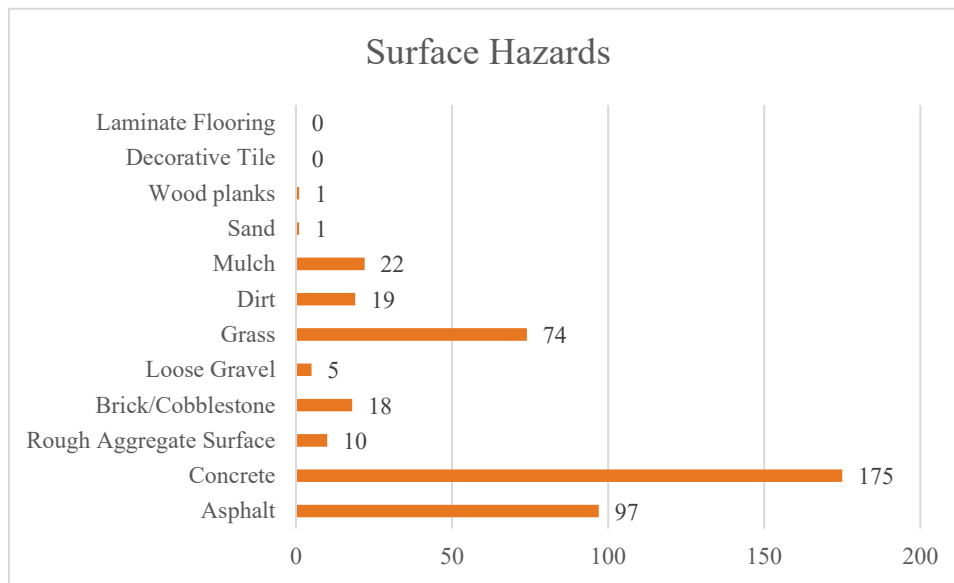 Surface Hazards
Laminate Flooring 0
Decorative Tile 0
Wood planks 1
Sand 1
Mulch 22
Dirt 19
Grass 74
Loose Gravel 5
Brick/Cobblestone 18
Rough Aggregate Surface 10
Concrete 175
Asphalt 97
0 50 100 150 200